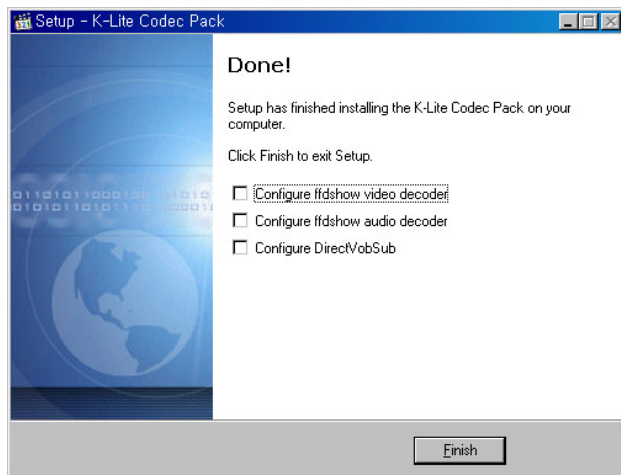 Setup - K-Lite Codec Pack
Done!
Setup has finished installing the K-Lite Codec Pack on your
computer.
Click Finish to exit Setup.
Configure ffdshow video decoder
Configure ffdshow audio decoder
Configure DirectVobSub
Finish